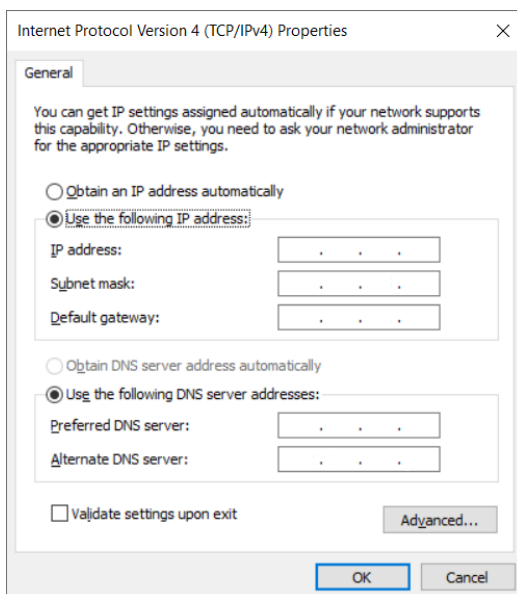 Internet Protocol Version 4 (TCP/IPv4) Properties
General
You can get IP settings assigned automatically if your network supports
this capability. Otherwise, you need to ask your network administrator
for the appropriate IP settings.
Obtain an IP address automatically
Use the following IP address:
IP address:
Subnet mask:
Default gateway:
Obtain DNS server address automatically
Use the following DNS server addresses:
Preferred DNS server:
Alternate DNS server:
Validate settings upon exit
Advanced...
OK Cancel